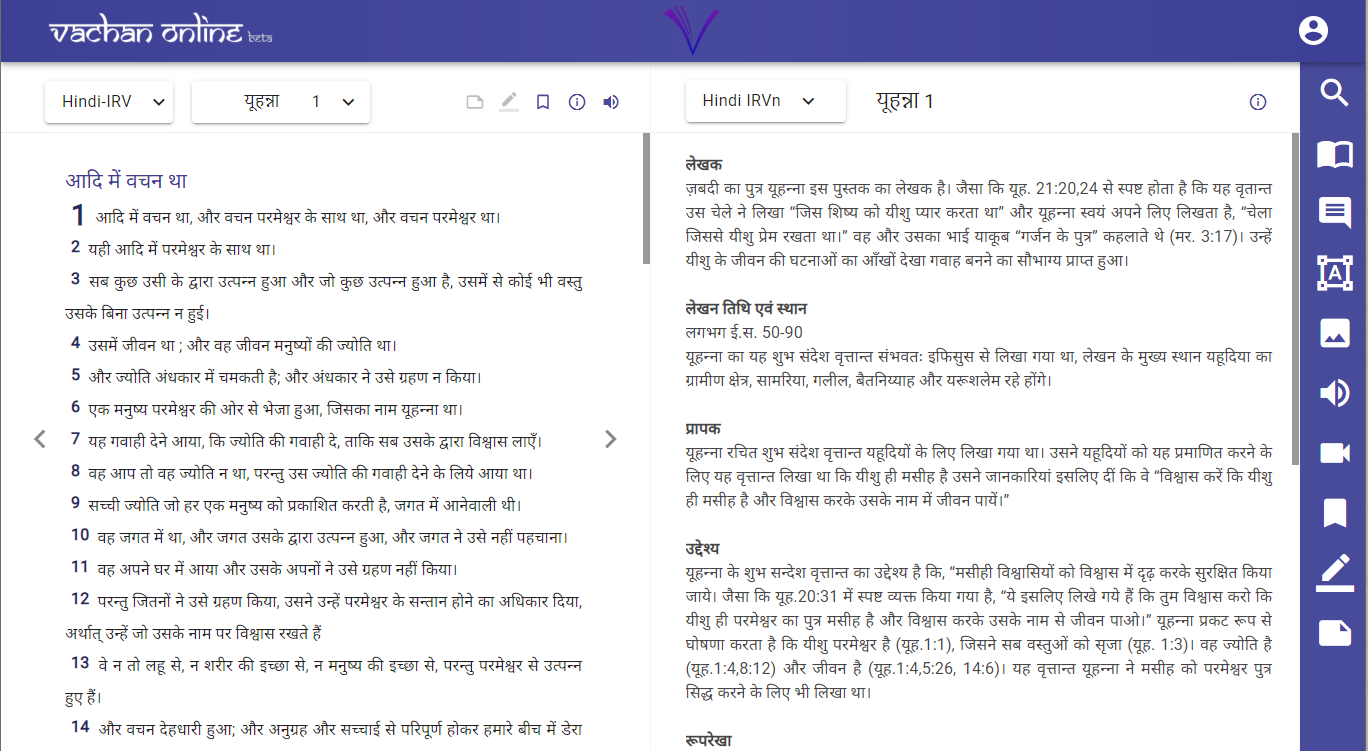 vachan online beta
Hindi-IRV
यूहन्ना 1
आदि में वचन था
1 आदि में वचन था, और वचन परमेश्वर के साथ था, और वचन परमेश्वर था।
2 यही आदि में परमेश्वर के साथ था।
3 सब कुछ उसी के द्वारा उत्पन्न हुआ और जो कुछ उत्पन्न हुआ है, उसमें से कोई भी वस्तु
उसके बिना उत्पन्न न हुई।
4 उसमें जीवन था ; और वह जीवन मनुष्यों की ज्योति था।
5 और ज्योति अंधकार में चमकती है; और अंधकार ने उसे ग्रहण न किया।
6 एक मनुष्य परमेश्वर की ओर से भेजा हुआ, जिसका नाम यूहन्ना था।
7 यह गवाही देने आया, कि ज्योति की गवाही दे, ताकि सब उसके द्वारा विश्वास लाएँ।
8 वह आप तो वह ज्योति न था, परन्तु उस ज्योति की गवाही देने के लिये आया था।
9 सच्ची ज्योति जो हर एक मनुष्य को प्रकाशित करती है, जगत में आनेवाली थी।
10 वह जगत में था, और जगत उसके द्वारा उत्पन्न हुआ, और जगत ने उसे नहीं पहचाना।
11 वह अपने घर में आया और उसके अपनों ने उसे ग्रहण नहीं किया।
12 परन्तु जितनों ने उसे ग्रहण किया, उसने उन्हें परमेश्वर के सन्तान होने का अधिकार दिया,
अर्थात् उन्हें जो उसके नाम पर विश्वास रखते हैं
13 वे न तो लहू से, न शरीर की इच्छा से, न मनुष्य की इच्छा से, परन्तु परमेश्वर से उत्पन्न
हुए हैं।
14 और वचन देहधारी हुआ; और अनुग्रह और सच्चाई से परिपूर्ण होकर हमारे बीच में डेरा
Hindi IRVn
यूहन्ना 1
लेखक
ज़बदी का पुत्र यूहन्ना इस पुस्तक का लेखक है। जैसा कि यूह. 21:20,24 से स्पष्ट होता है कि यह वृतान्त
उस चेले ने लिखा “जिस शिष्य को यीशु प्यार करता था” और यूहन्ना स्वयं अपने लिए लिखता है, “चेला
जिससे यीशु प्रेम रखता था।” वह और उसका भाई याकूब “गर्जन के पुत्र” कहलाते थे (मर. 3:17)। उन्हें
यीशु के जीवन की घटनाओं का आँखों देखा गवाह बनने का सौभाग्य प्राप्त हुआ।
लेखन तिथि एवं स्थान
लगभग ई.स. 50-90
यूहन्ना का यह शुभ संदेश वृत्तान्त संभवतः इफिसुस से लिखा गया था, लेखन के मुख्य स्थान यहूदिया का
ग्रामीण क्षेत्र, सामरिया, गलील, बैतनिय्याह और यरूशलेम रहे होंगे।
प्रापक
यूहन्ना रचित शुभ संदेश वृत्तान्त यहूदियों के लिए लिखा गया था। उसने यहूदियों को यह प्रमाणित करने के
लिए यह वृत्तान्त लिखा था कि यीशु ही मसीह है उसने जानकारियां इसलिए दीं कि वे “विश्वास करें कि यीशु
ही मसीह है और विश्वास करके उसके नाम में जीवन पायें।”
उद्देश्य
यूहन्ना के शुभ सन्देश वृत्तान्त का उद्देश्य है कि, “मसीही विश्वासियों को विश्वास में दृढ़ करके सुरक्षित किया
जाये। जैसा कि यूह.20:31 में स्पष्ट व्यक्त किया गया है, “ये इसलिए लिखे गये हैं कि तुम विश्वास करो कि
यीशु ही परमेश्वर का पुत्र मसीह है और विश्वास करके उसके नाम से जीवन पाओ।” यूहन्ना प्रकट रूप से
घोषणा करता है कि यीशु परमेश्वर है (यूह.1:1), जिसने सब वस्तुओं को सृजा (यूह. 1:3)। वह ज्योति है
(यूह.1:4,8:12) और जीवन है (यूह.1:4,5:26, 14:6)। यह वृत्तान्त यूहन्ना ने मसीह को परमेश्वर पुत्र
सिद्ध करने के लिए भी लिखा था।
रूपरेखा